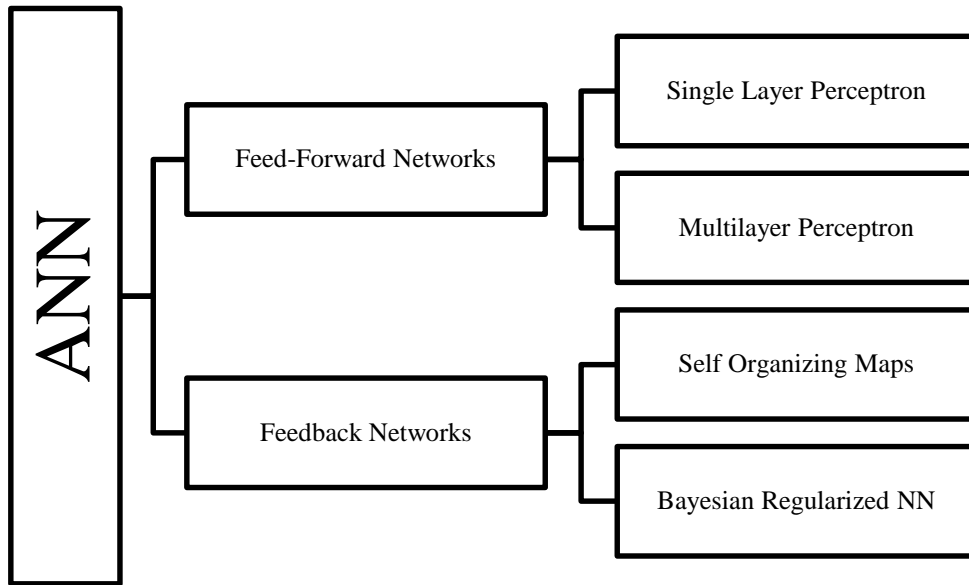 ANN
Feed-Forward Networks
Single Layer Perceptron
Multilayer Perceptron
Feedback Networks
Self Organizing Maps
Bayesian Regularized NN